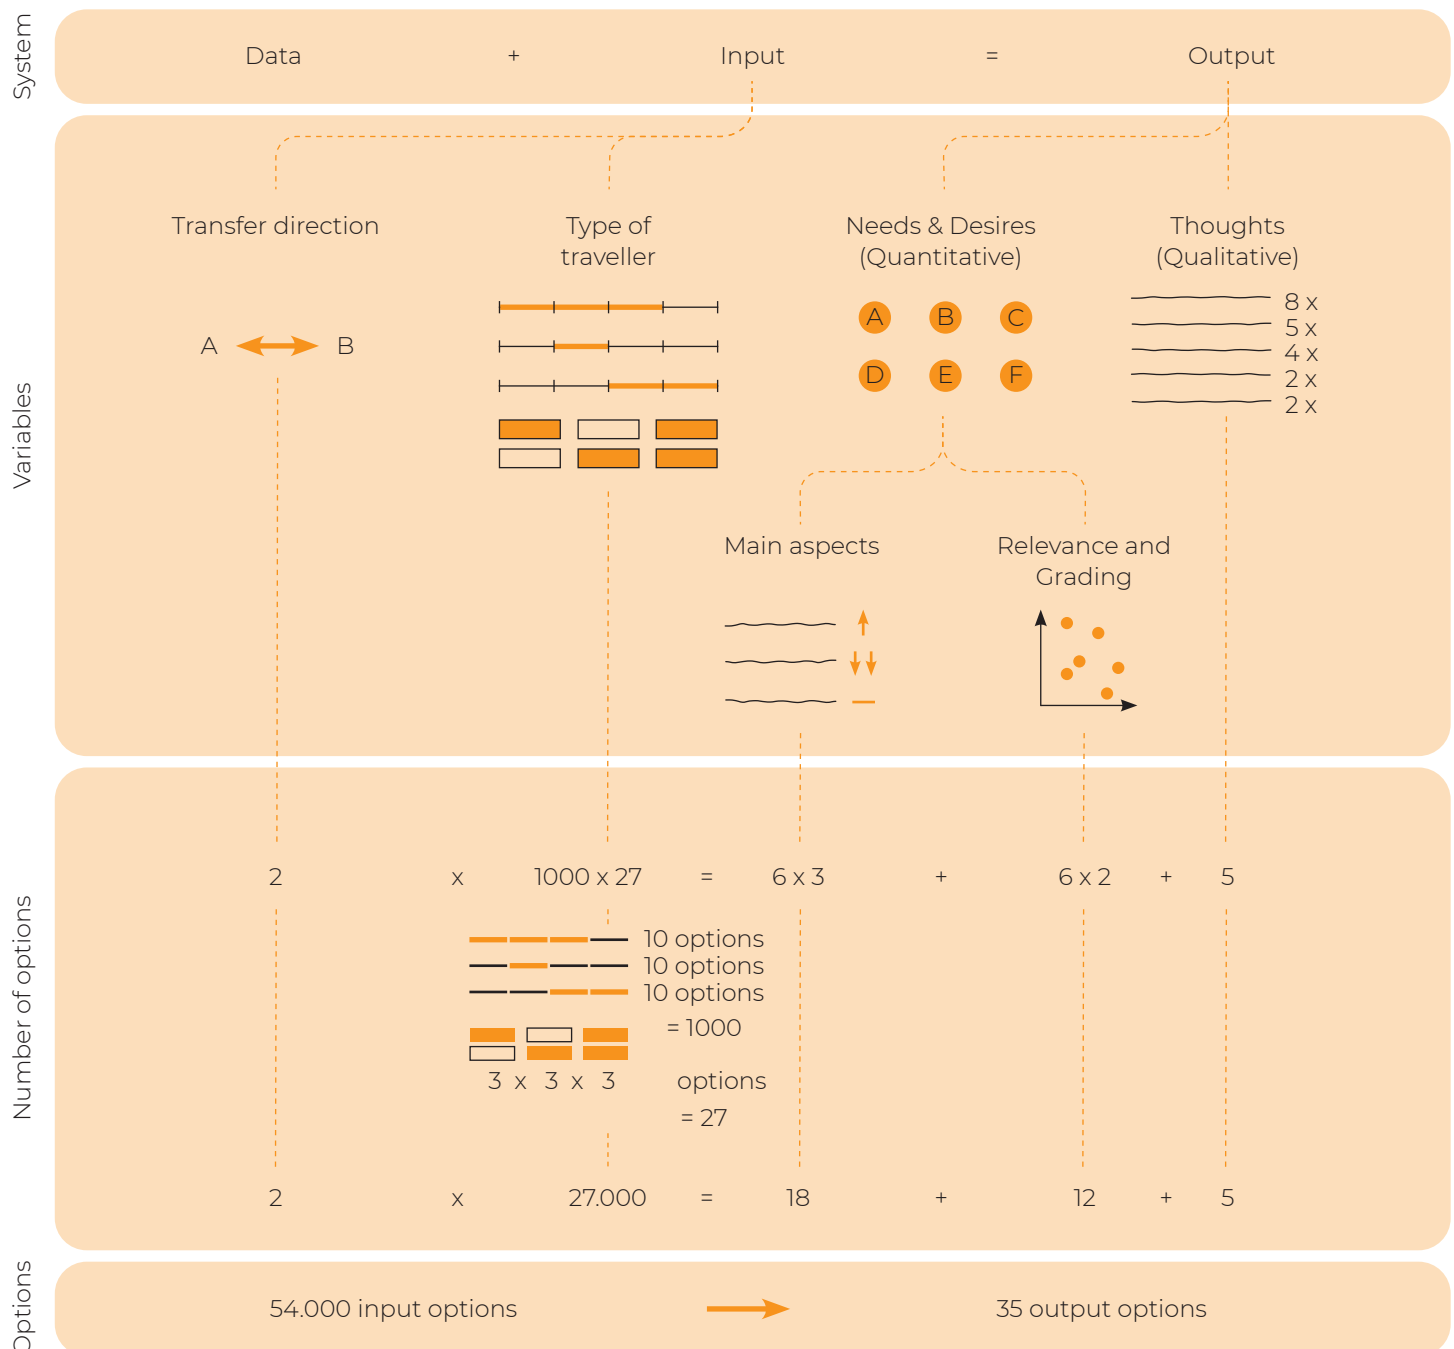 System
Data + Input = Output
Variables
Transfer direction
Type of
traveller
Needs & Desires
(Quantitative)
Thoughts
(Qualitative)
A B
A B C
D E F
8 x
5 x
4 x
2 x
2 x
Main aspects
Relevance and
Grading
Number of options
2 x 1000 x 27 = 6 x 3 + 6 x 2 + 5
10 options
10 options
10 options
= 1000
3 x 3 x 3 options
= 27
2 x 27.000 = 18 + 12 + 5
Options
54.000 input options 35 output options